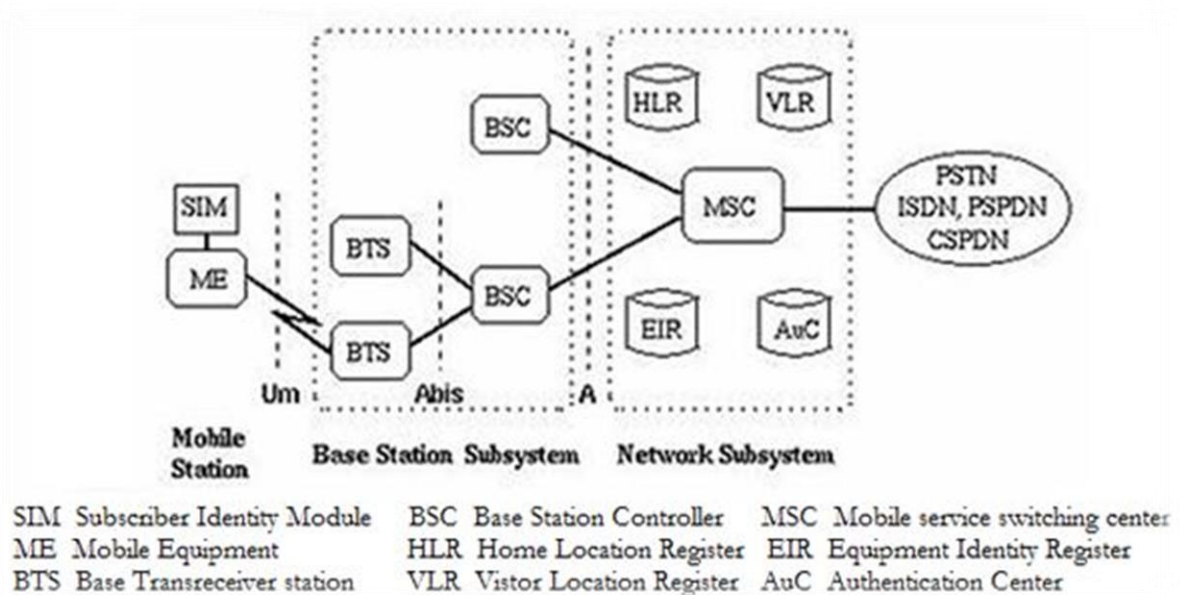 HLR VLR
BSC
PSTN
ISDN, PSPDN
CSPDN
SIM
MSC
BTS
ME
BSC
EIR AuC
BTS
Um Abis A
Mobile
Station
Base Station Subsystem
Network Subsystem
SIM Subscriber Identity Module BSC Base Station Controller MSC Mobile service switching center
ME Mobile Equipment HLR Home Location Register EIR Equipment Identity Register
BTS Base Transreceiver station VLR Vistor Location Register AuC Authentication Center